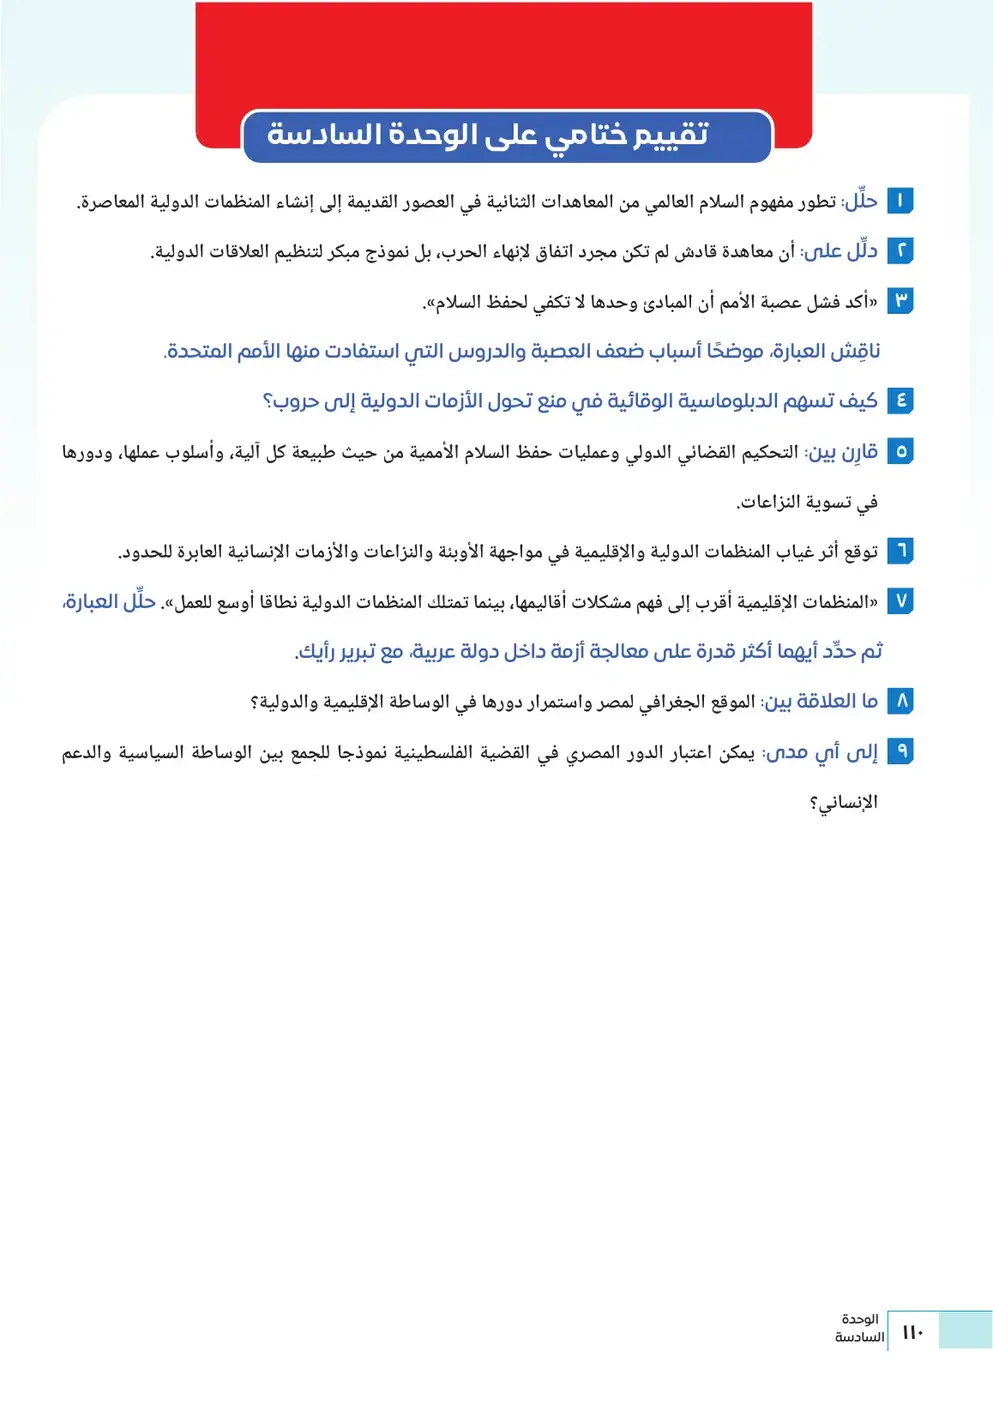 تقييم ختامي على الوحدة السادسة
١ حلِّل: تطور مفهوم السلام العالمي من المعاهدات الثنائية في العصور القديمة إلى إنشاء المنظمات الدولية المعاصرة.
٢ دلِّل على: أن معاهدة قادش لم تكن مجرد اتفاق لإنهاء الحرب، بل نموذج مبكر لتنظيم العلاقات الدولية.
٣ «أكد فشل عصبة الأمم أن المبادئ وحدها لا تكفي لحفظ السلام».
ناقِش العبارة، موضحًا أسباب ضعف العصبة والدروس التي استفادت منها الأمم المتحدة.
٤ كيف تسهم الدبلوماسية الوقائية في منع تحول الأزمات الدولية إلى حروب؟
٥ قارِن بين: التحكيم القضائي الدولي وعمليات حفظ السلام الأممية من حيث طبيعة كل آلية، وأسلوب عملها، ودورها
في تسوية النزاعات.
٦ توقع أثر غياب المنظمات الدولية والإقليمية في مواجهة الأوبئة والنزاعات والأزمات الإنسانية العابرة للحدود.
٧ «المنظمات الإقليمية أقرب إلى فهم مشكلات أقاليمها، بينما تمتلك المنظمات الدولية نطاقا أوسع للعمل». حلِّل العبارة،
ثم حدِّد أيهما أكثر قدرة على معالجة أزمة داخل دولة عربية، مع تبرير رأيك.
٨ ما العلاقة بين: الموقع الجغرافي لمصر واستمرار دورها في الوساطة الإقليمية والدولية؟
٩ إلى أي مدى: يمكن اعتبار الدور المصري في القضية الفلسطينية نموذجا للجمع بين الوساطة السياسية والدعم
الإنساني؟
الوحدة
السادسة
١١٠